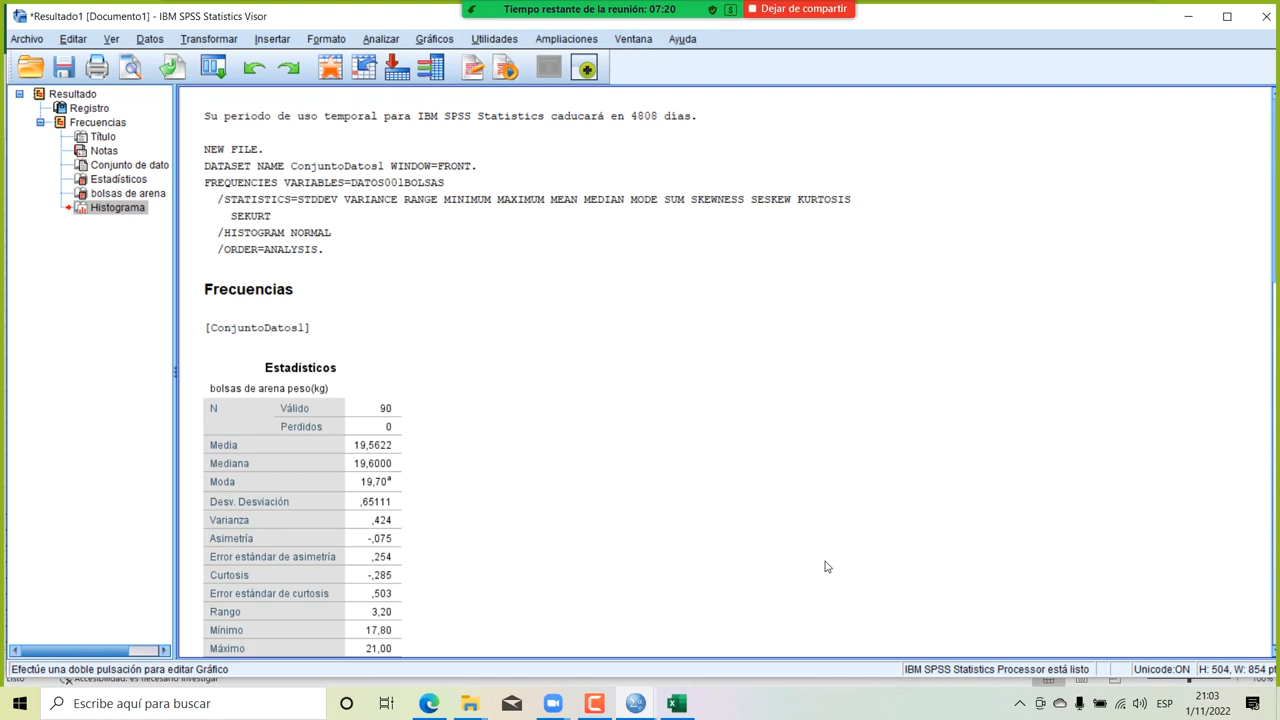 Tiempo restante de la reunión: 07:20
Dejar de compartir
*Resultado1 [Documento1] - IBM SPSS Statistics Visor
Archivo Editar Ver Datos Transformar Insertar Formato Analizar Gráficos Utilidades Ampliaciones Ventana Ayuda
Resultado
Registro
Frecuencias
Título
Notas
Conjunto de dato
Estadísticos
bolsas de arena
Histograma
Su periodo de uso temporal para IBM SPSS Statistics caducará en 4808 días.
NEW FILE.
DATASET NAME ConjuntoDatos1 WINDOW=FRONT.
FREQUENCIES VARIABLES=DATOS001BOLSAS
/STATISTICS=STDDEV VARIANCE RANGE MINIMUM MAXIMUM MEAN MEDIAN MODE SUM SKEWNESS SESKEW KURTOSIS
SEKURT
/HISTOGRAM NORMAL
/ORDER=ANALYSIS.
Frecuencias
[ConjuntoDatos1]
Estadísticos
bolsas de arena peso(kg)
N Válido 90
Perdidos 0
Media 19,5622
Mediana 19,6000
Moda 19,70ª
Desv. Desviación ,65111
Varianza ,424
Asimetría -,075
Error estándar de asimetría ,254
Curtosis -,285
Error estándar de curtosis ,503
Rango 3,20
Mínimo 17,80
Máximo 21,00
Efectúe una doble pulsación para editar Gráfico
IBM SPSS Statistics Processor está listo
Unicode:ON
H: 504, W: 854 pt
Listo
Accesibilidad: es necesario investigar
100%
Escribe aquí para buscar
ESP
21:03
1/11/2022